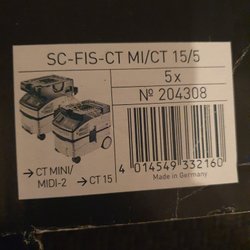 SC-FIS-CT MI/CT 15/5
5x
Nº 204308
→ CT MINI/
MIDI-2
→ CT 15
4 014549 332160
Made in Germany